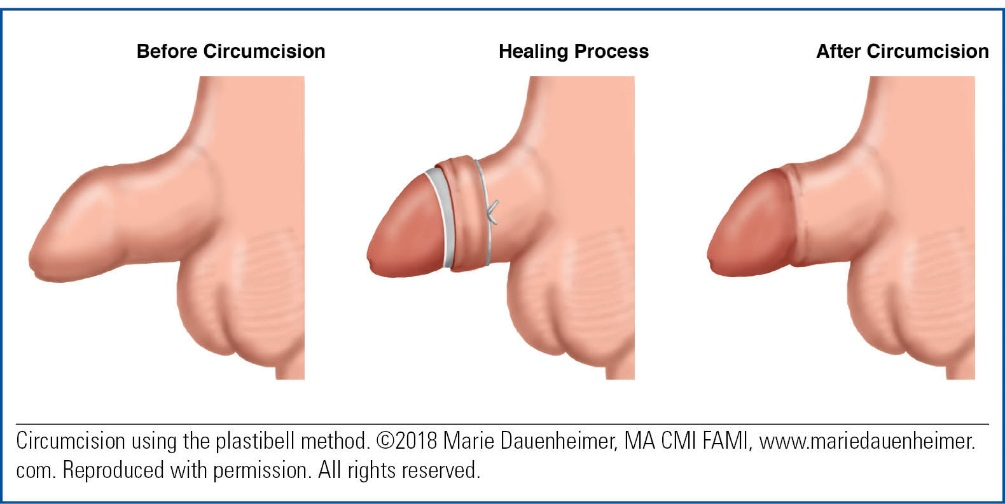 Before Circumcision
Healing Process
After Circumcision
Circumcision using the plastibell method. ©2018 Marie Dauenheimer, MA CMI FAMI, www.mariedauenheimer.
com. Reproduced with permission. All rights reserved.